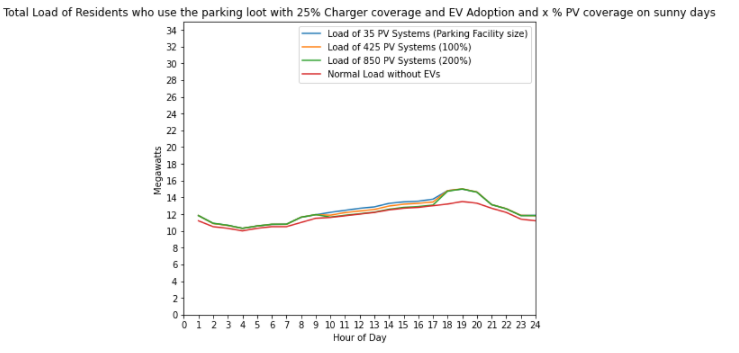 Total Load of Residents who use the parking loot with 25% Charger coverage and EV Adoption and x % PV coverage on sunny days
34
32
30
28
26
24
22
20
18
16
14
12
10
8
6
4
2
0
Megawatts
Load of 35 PV Systems (Parking Facility size)
Load of 425 PV Systems (100%)
Load of 850 PV Systems (200%)
Normal Load without EVs
0 1 2 3 4 5 6 7 8 9 10 11 12 13 14 15 16 17 18 19 20 21 22 23 24
Hour of Day